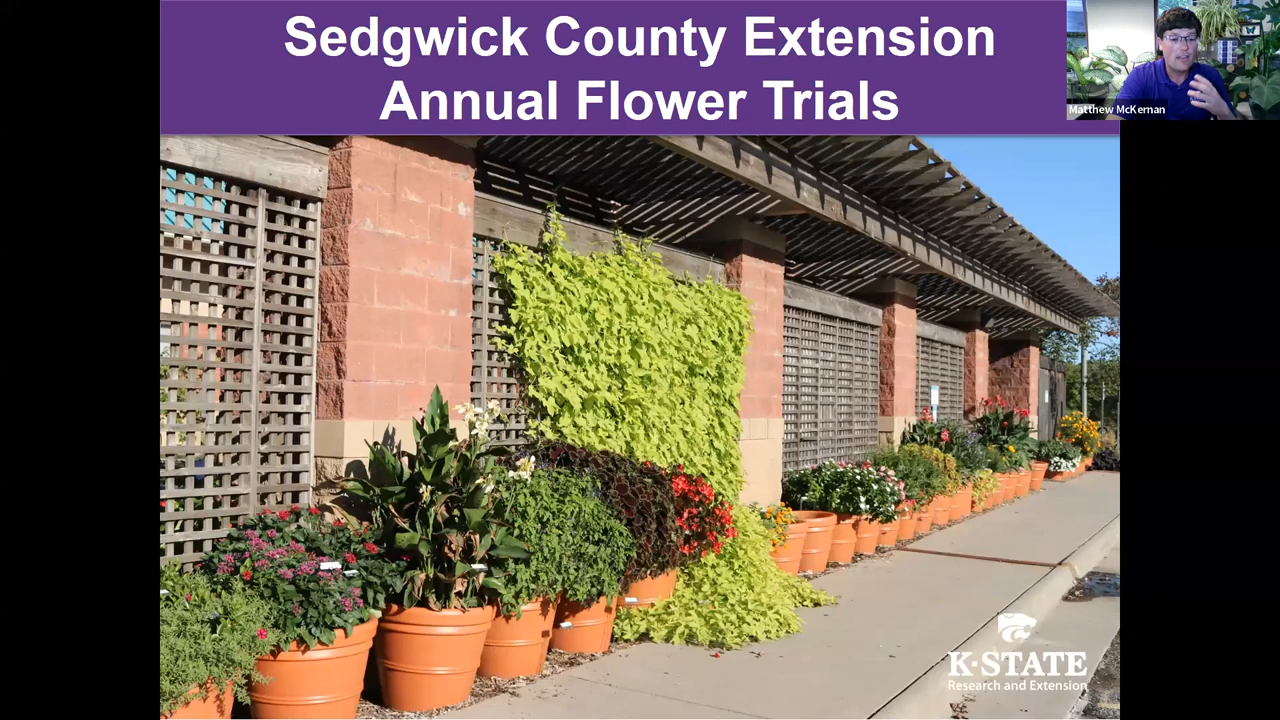 Sedgwick County Extension
Annual Flower Trials
Matthew McKernan
K·STATE
Research and Extension